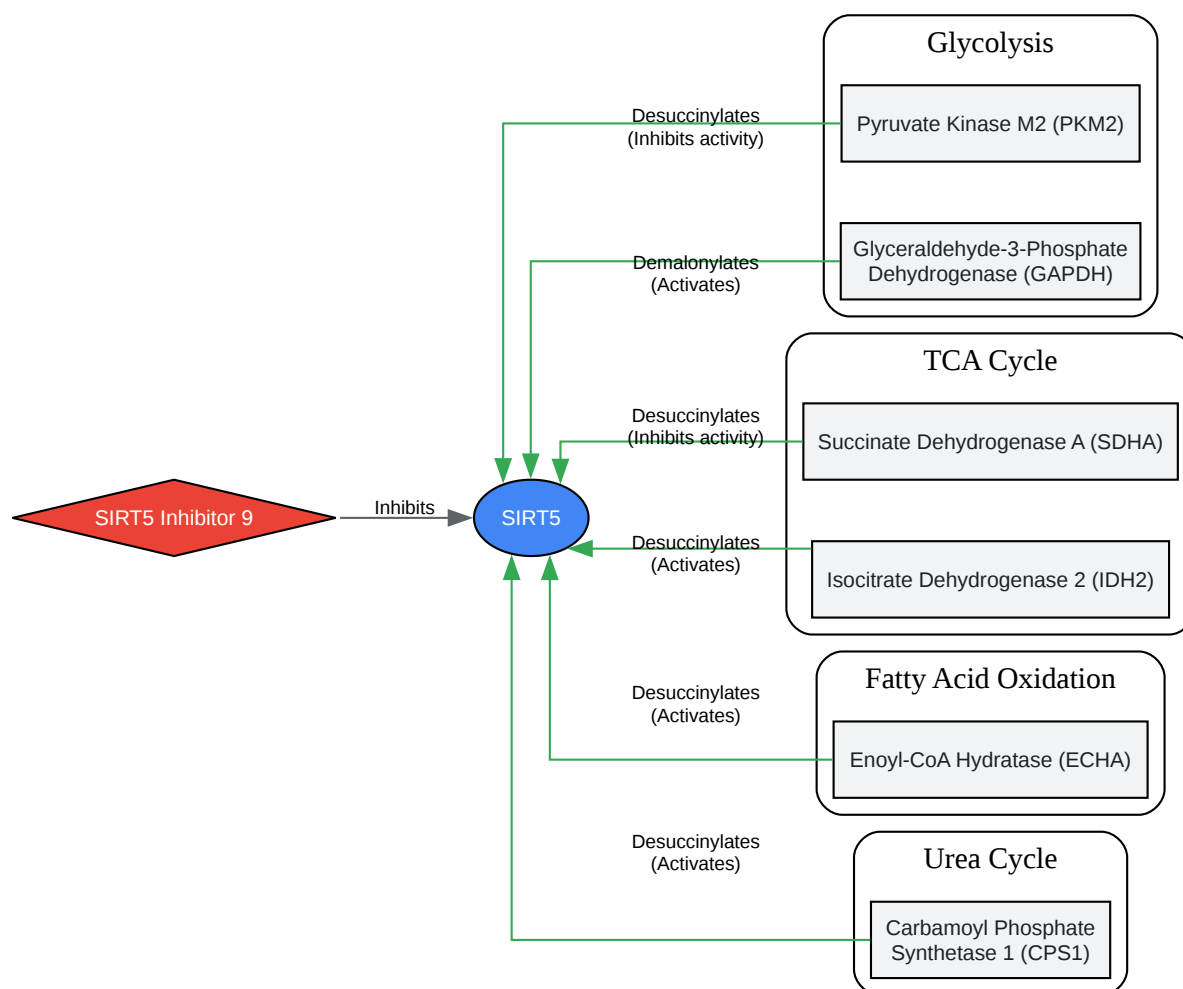 Glycolysis
Desuccinylates
(Inhibits activity)
Pyruvate Kinase M2 (PKM2)
Demalonylates
(Activates)
Glyceraldehyde-3-Phosphate
Dehydrogenase (GAPDH)
TCA Cycle
Desuccinylates
(Inhibits activity)
Succinate Dehydrogenase A (SDHA)
SIRT5 Inhibitor 9
Inhibits
SIRT5
Desuccinylates
(Activates)
Isocitrate Dehydrogenase 2 (IDH2)
Fatty Acid Oxidation
Desuccinylates
(Activates)
Enoyl-CoA Hydratase (ECHA)
Desuccinylates
(Activates)
Urea Cycle
Carbamoyl Phosphate
Synthetase 1 (CPS1)